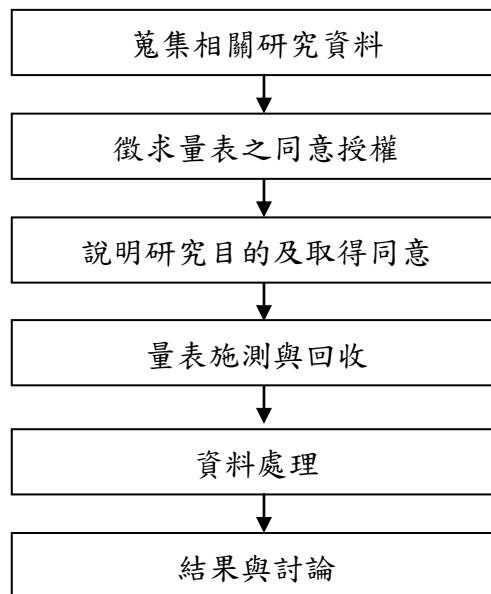 蒐集相關研究資料
徵求量表之同意授權
說明研究目的及取得同意
量表施測與回收
資料處理
結果與討論